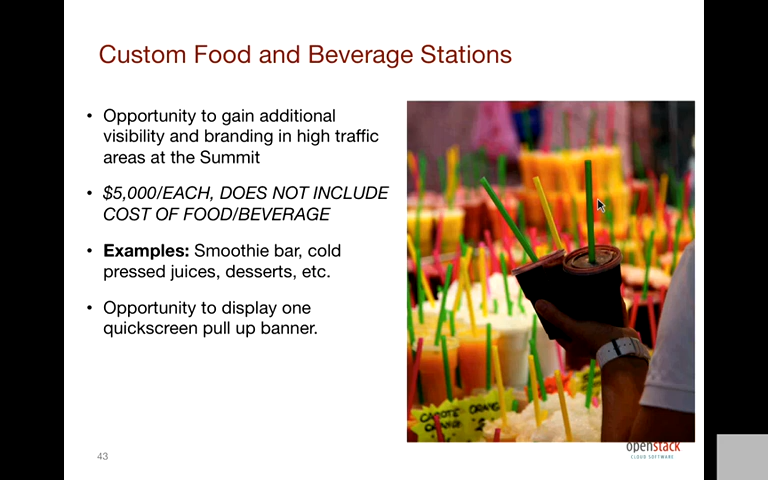 Custom Food and Beverage Stations
• Opportunity to gain additional
visibility and branding in high traffic
areas at the Summit
• $5,000/EACH, DOES NOT INCLUDE
COST OF FOOD/BEVERAGE
• Examples: Smoothie bar, cold
pressed juices, desserts, etc.
• Opportunity to display one
quickscreen pull up banner.
CAROTE ORANGE
ORANGE
43
openstack
CLOUD SOFTWARE